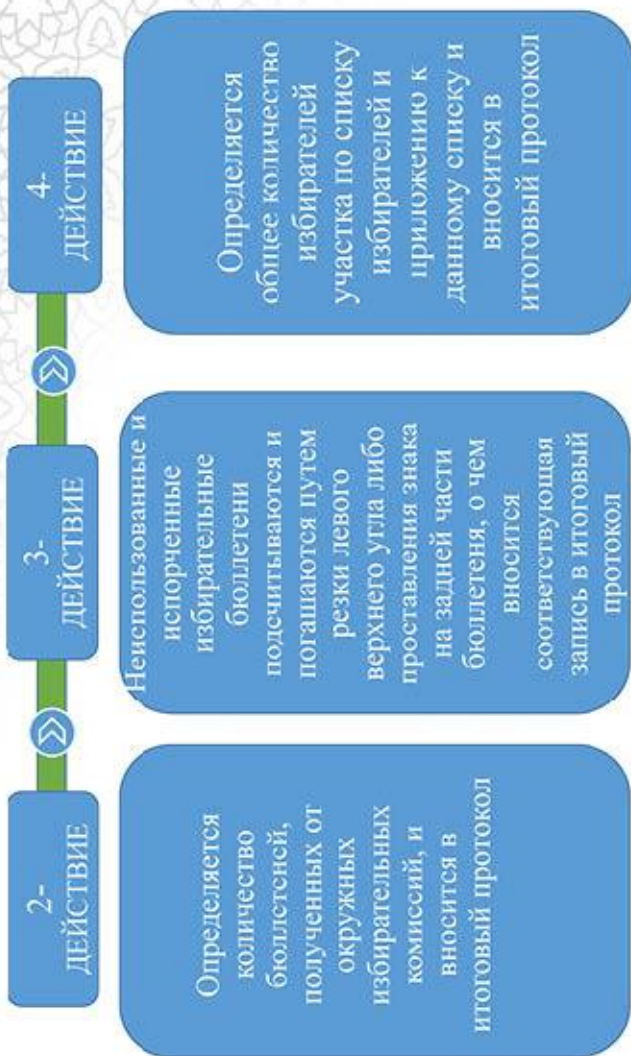 2-
ДЕЙСТВИЕ
Определяется
количество
бюллетеней,
полученных от
окружных
избирательных
комиссий, и
вносится в
итоговый протокол
3-
ДЕЙСТВИЕ
Неиспользованные и
испорченные
избирательные
бюллетени
подсчитываются и
погашаются путем
резки левого
верхнего угла либо
проставления знака
на задней части
бюллетеня, о чем
вносится
соответствующая
запись в итоговый
протокол
4-
ДЕЙСТВИЕ
Определяется
общее количество
избирателей
участка по списку
избирателей и
приложению к
данному списку и
вносится в
итоговый протокол